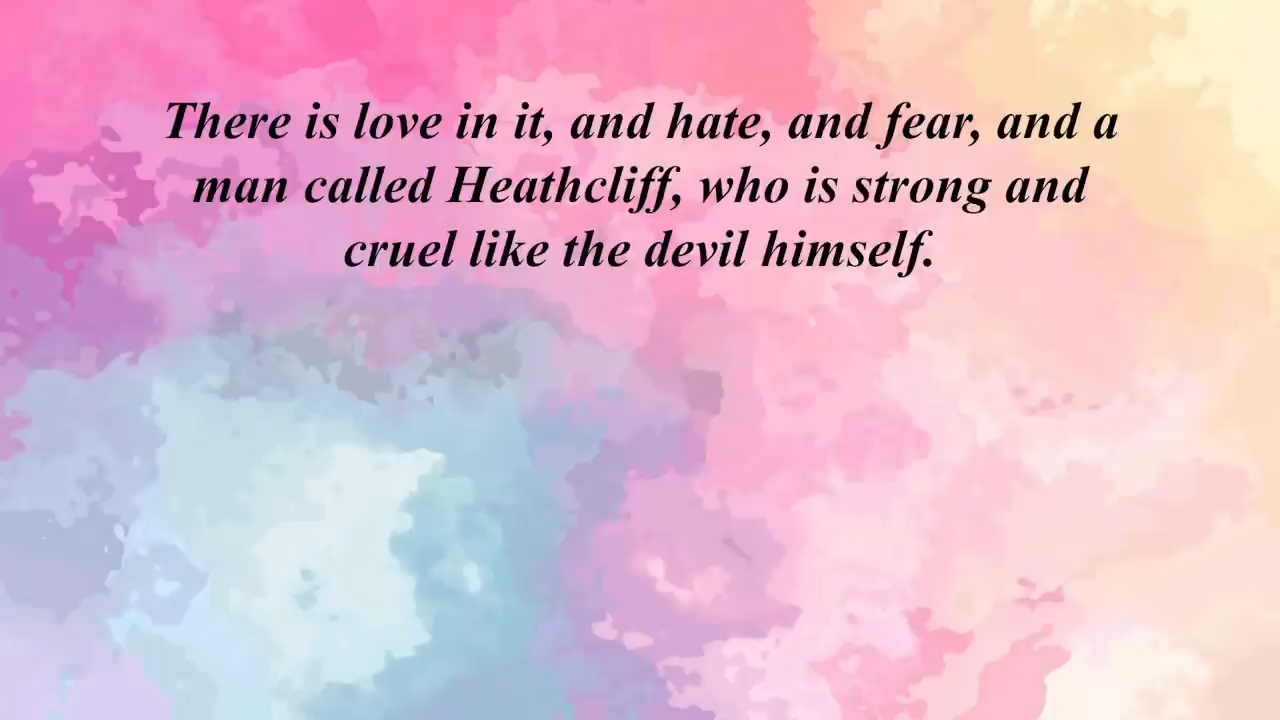 There is love in it, and hate, and fear, and a
man called Heathcliff, who is strong and
cruel like the devil himself.